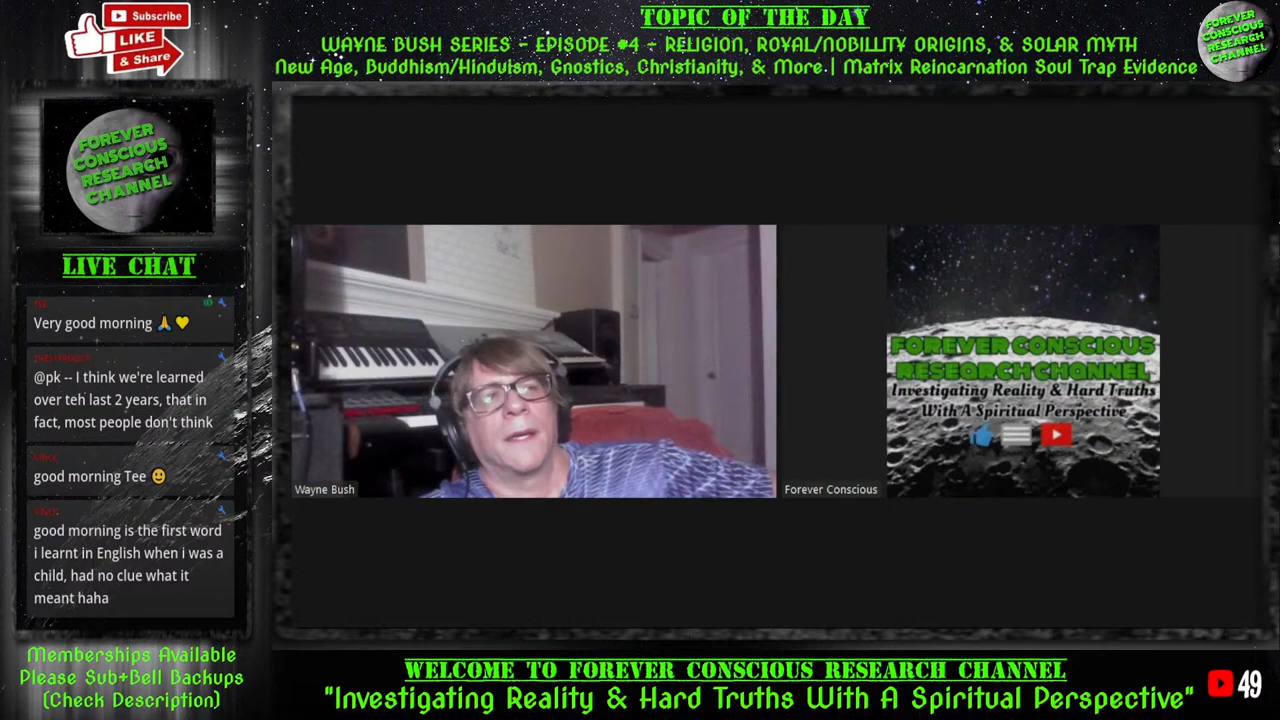 Subscribe
LIKE
& Share
TOPIC OF THE DAY
WAYNE BUSH SERIES - EPISODE #4 - RELIGION, ROYAL/NOBILLITY ORIGINS, & SOLAR MYTH
New Age, Buddhism/Hinduism, Gnostics, Christianity, & More | Matrix Reincarnation Soul Trap Evidence
FOREVER
CONSCIOUS
RESEARCH
CHANNEL
FOREVER
CONSCIOUS
RESEARCH
CHANNEL
LIVE CHAT
TEE
Very good morning 🙏💛
@pk -- I think we're learned
over teh last 2 years, that in
fact, most people don't think
VINCE
good morning Tee 🙂
good morning is the first word
i learnt in English when i was a
child, had no clue what it
meant haha
Memberships Available
Please Sub+Bell Backups
(Check Description)
Wayne Bush
FOREVER CONSCIOUS
RESEARCH CHANNEL
Investigating Reality & Hard Truths
With A Spiritual Perspective
Forever Conscious
WELCOME TO FOREVER CONSCIOUS RESEARCH CHANNEL
"Investigating Reality & Hard Truths With A Spiritual Perspective"
49